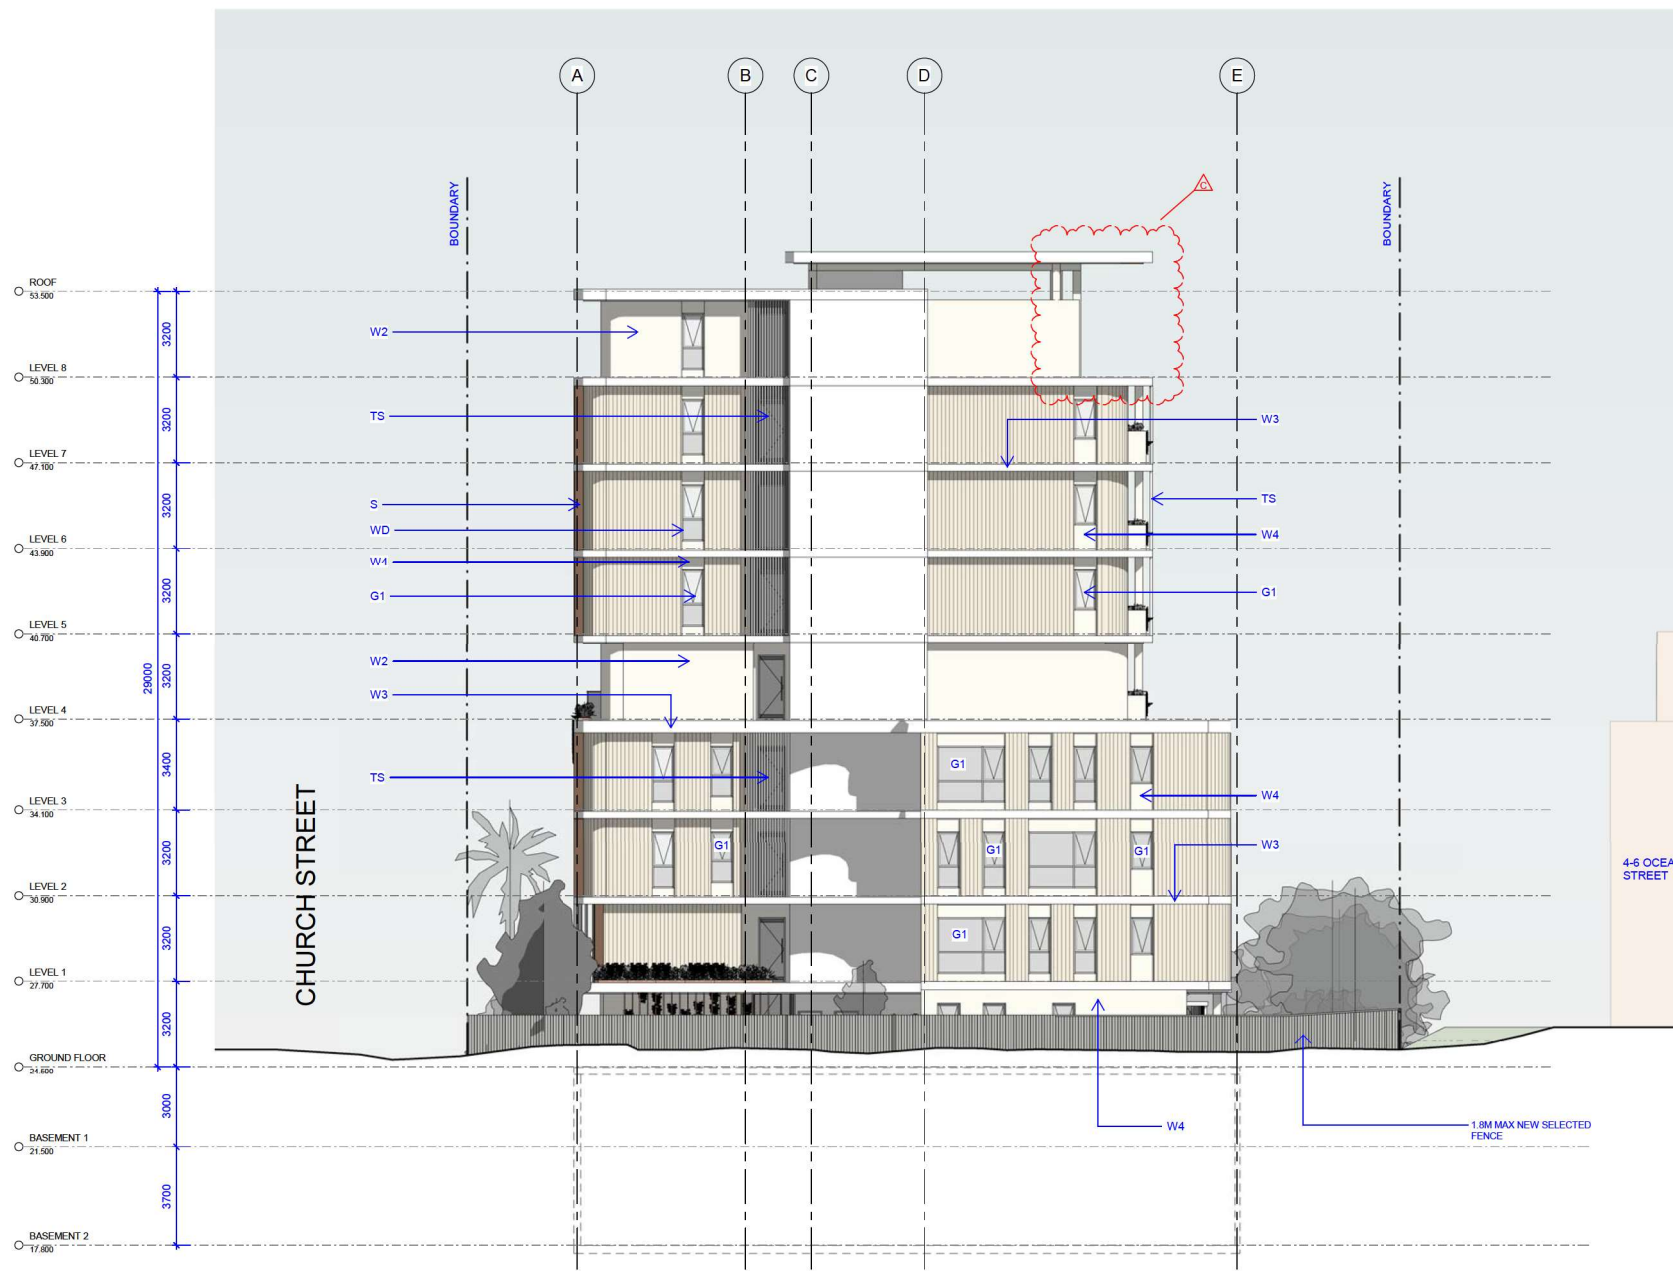 A
B
C
D
E
C
BOUNDARY
BOUNDARY
ROOF
53.500
LEVEL 8
50.300
LEVEL 7
47.100
LEVEL 6
43.900
LEVEL 5
40.700
LEVEL 4
37.500
LEVEL 3
34.100
LEVEL 2
30.900
LEVEL 1
27.700
GROUND FLOOR
BASEMENT 1
21.500
BASEMENT 2
17.800
3200
3200
3200
3200
3200
3400
3200
3200
3200
3000
3700
29000
CHURCH STREET
W2
TS
S
WD
W4
G1
W2
W3
TS
W3
TS
W4
G1
G1
W4
G1
G1
G1
W3
G1
W4
4-6 OCEA
STREET
1.8M MAX NEW SELECTED
FENCE